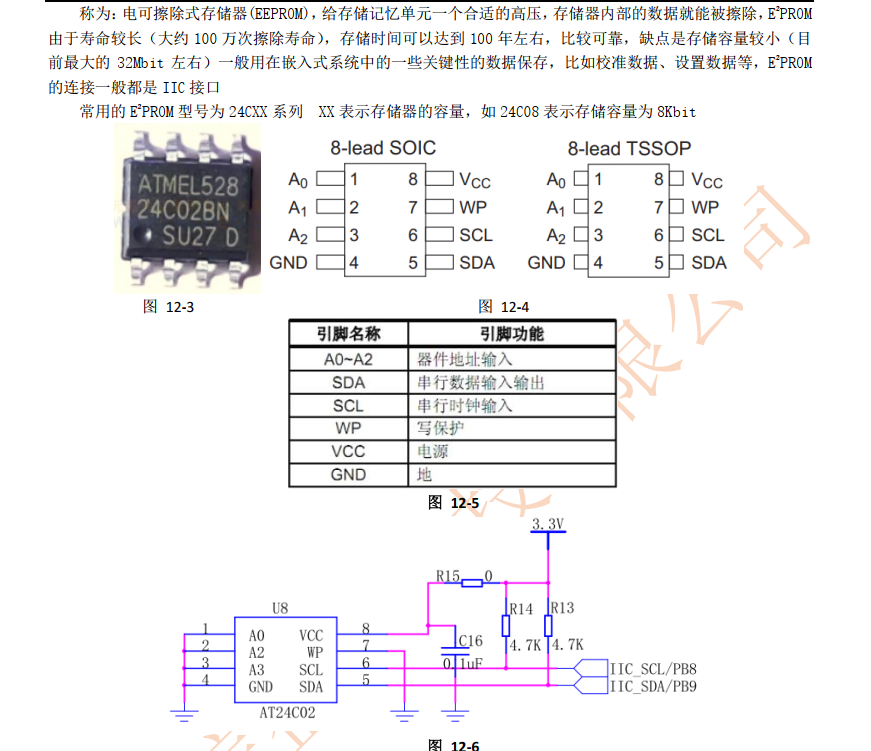 称为:电可擦除式存储器(EEPROM),给存储记忆单元一个合适的高压,存储器内部的数据就能被擦除,E²PROM
由于寿命较长(大约 100 万次擦除寿命),存储时间可以达到 100 年左右,比较可靠,缺点是存储容量较小(目
前最大的 32Mbit 左右)一般用在嵌入式系统中的一些关键性的数据保存,比如校准数据、设置数据等,E²PROM
的连接一般都是 IIC 接口
常用的 E²PROM 型号为 24CXX 系列 XX 表示存储器的容量,如 24C08 表示存储容量为 8Kbit
ATMEL528
24C02BN
SU27 D
图 12-3
8-lead SOIC
A0 1 8 VCC
A1 2 7 WP
A2 3 6 SCL
GND 4 5 SDA
8-lead TSSOP
A0 1 8 VCC
A1 2 7 WP
A2 3 6 SCL
GND 4 5 SDA
图 12-4
引脚名称 引脚功能
A0~A2 器件地址输入
SDA 串行数据输入输出
SCL 串行时钟输入
WP 写保护
VCC 电源
GND 地
图 12-5
3.3V
R15 0
U8
R14 R13
1 A0 VCC 8
2 A2 WP 7
3 A3 SCL 6
4 GND SDA 5
AT24C02
C16
0.1uF
4.7K 4.7K
IIC_SCL/PB8
IIC_SDA/PB9
图 12-6
限公司